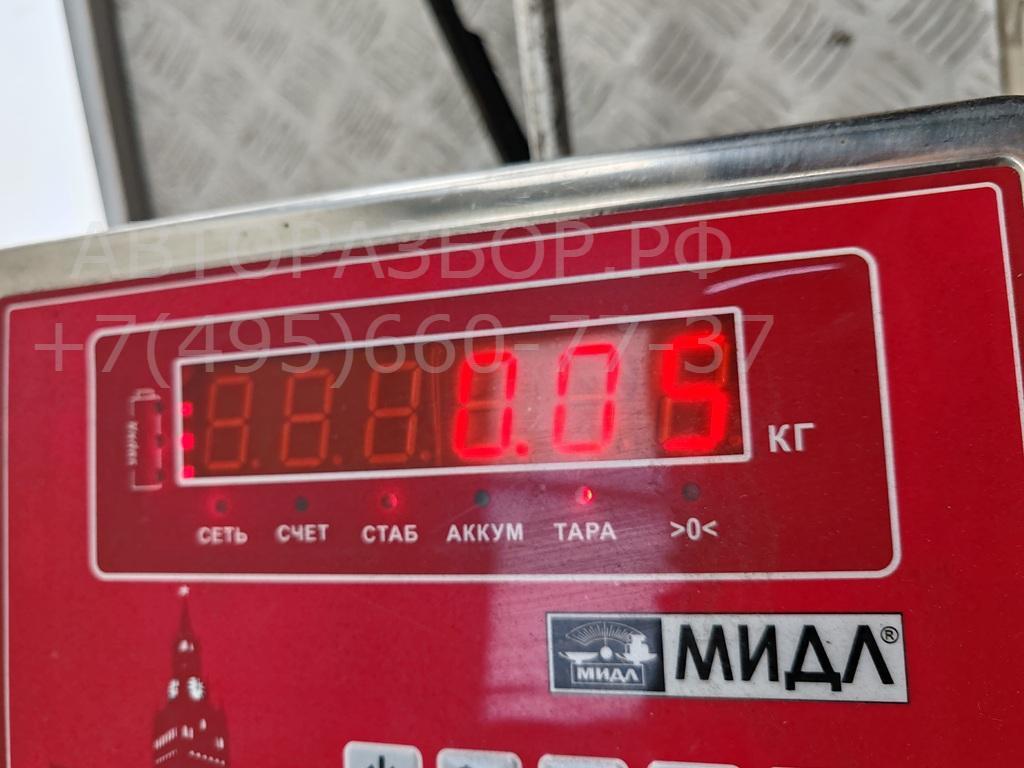 АВТОРАЗБОР.РФ
+7(495)660-77-37
0.05
КГ
СЕТЬ СЧЕТ СТАБ АККУМ ТАРА >0<
МИДЛ МИДЛ®